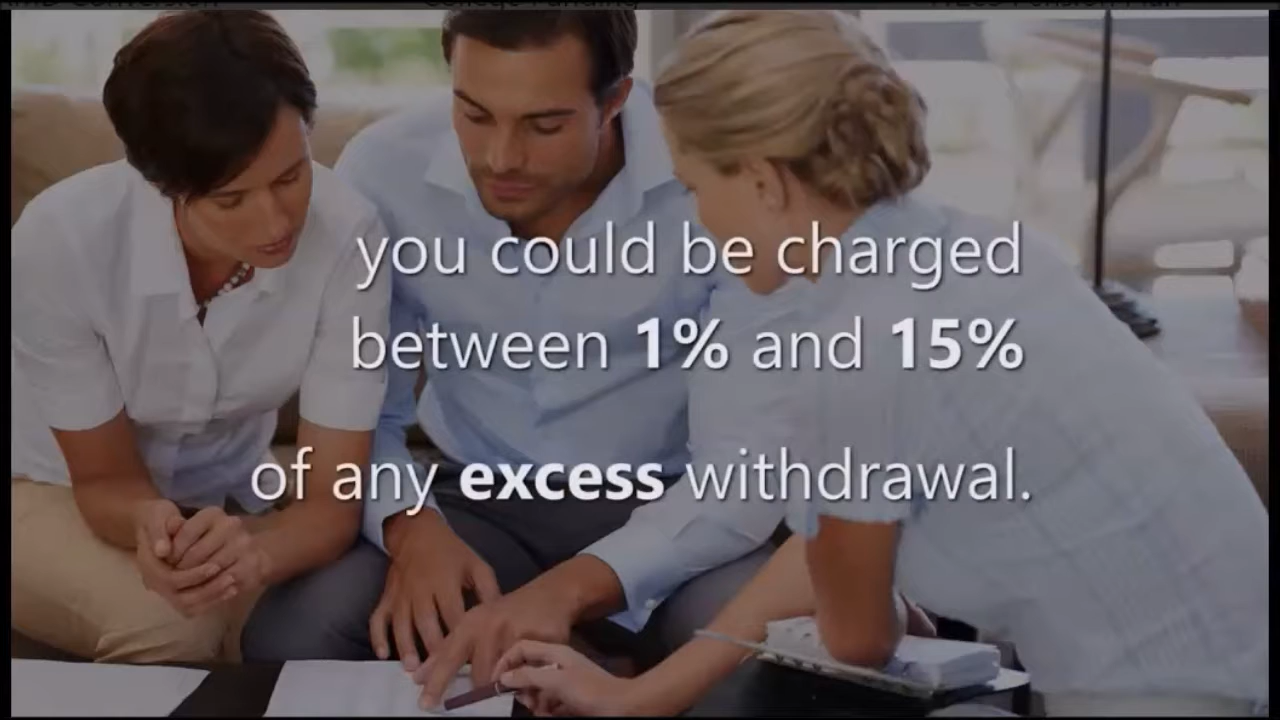 you could be charged
between 1% and 15%
of any excess withdrawal.